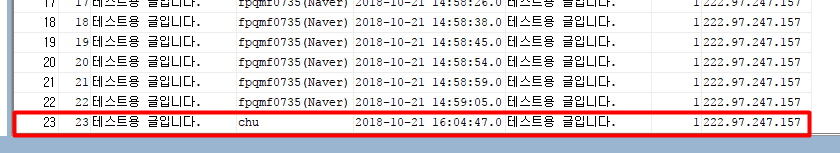 17 17 테스트용 글입니다. fpqmf0735(Naver) 2018-10-21 14:58:26.0 테스트용 글입니다. 1 222.97.247.157
18 18 테스트용 글입니다. fpqmf0735(Naver) 2018-10-21 14:58:38.0 테스트용 글입니다. 1 222.97.247.157
19 19 테스트용 글입니다. fpqmf0735(Naver) 2018-10-21 14:58:45.0 테스트용 글입니다. 1 222.97.247.157
20 20 테스트용 글입니다. fpqmf0735(Naver) 2018-10-21 14:58:54.0 테스트용 글입니다. 1 222.97.247.157
21 21 테스트용 글입니다. fpqmf0735(Naver) 2018-10-21 14:58:59.0 테스트용 글입니다. 1 222.97.247.157
22 22 테스트용 글입니다. fpqmf0735(Naver) 2018-10-21 14:59:05.0 테스트용 글입니다. 1 222.97.247.157
23 23 테스트용 글입니다. chu 2018-10-21 16:04:47.0 테스트용 글입니다. 1 222.97.247.157